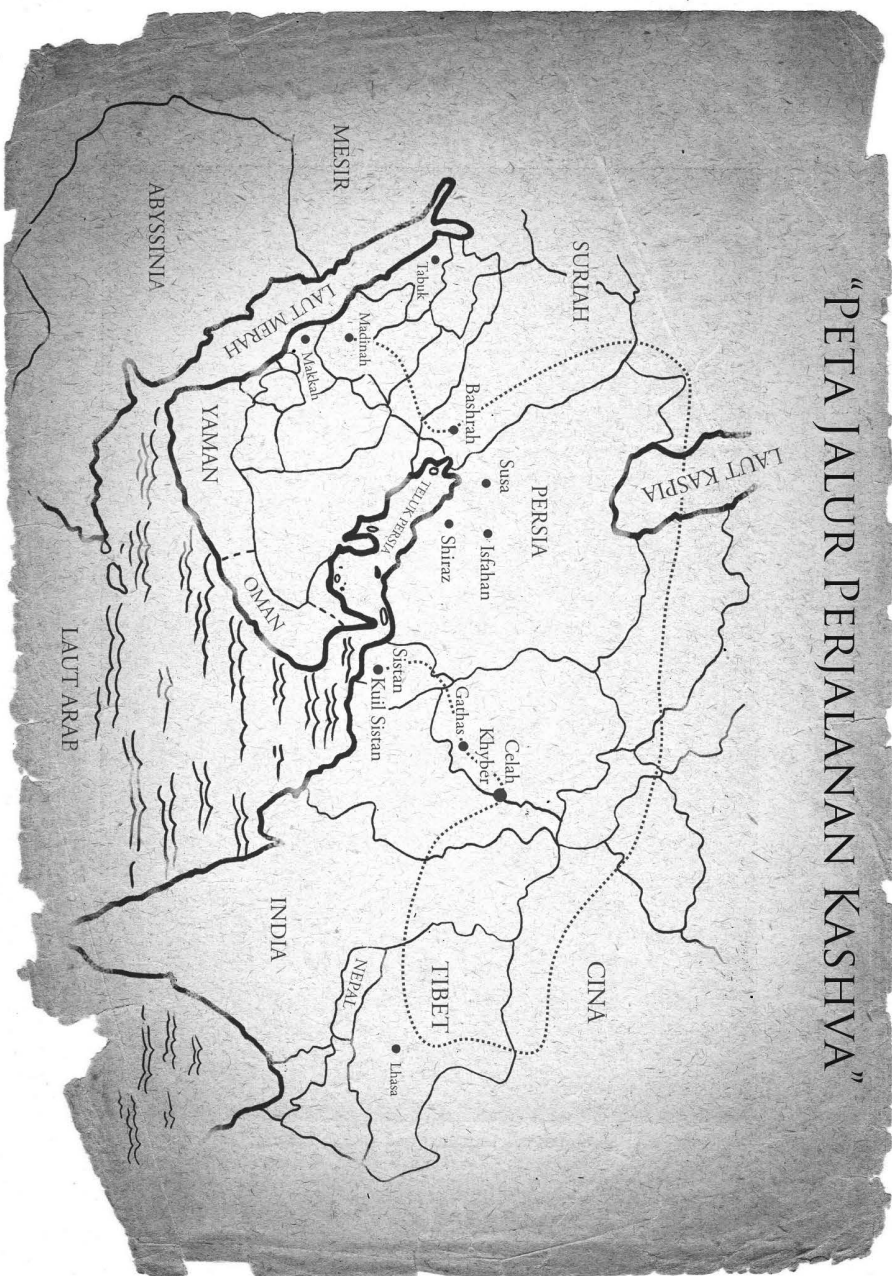 “PETA JALUR PERJALANAN KASHVA”
LAUT KASPIA
SURIAH
CINA
PERSIA
MESIR
Tabuk
Bashrah
Susa
Isfahan
Shiraz
Celah
Khyber
Gathas
TIBET
Madinah
TELUK PERSIA
Sistan
Kuil Sistan
Lhasa
NEPAL
LAUT MERAH
Makkah
INDIA
ABYSSINIA
YAMAN
OMAN
LAUT ARAB